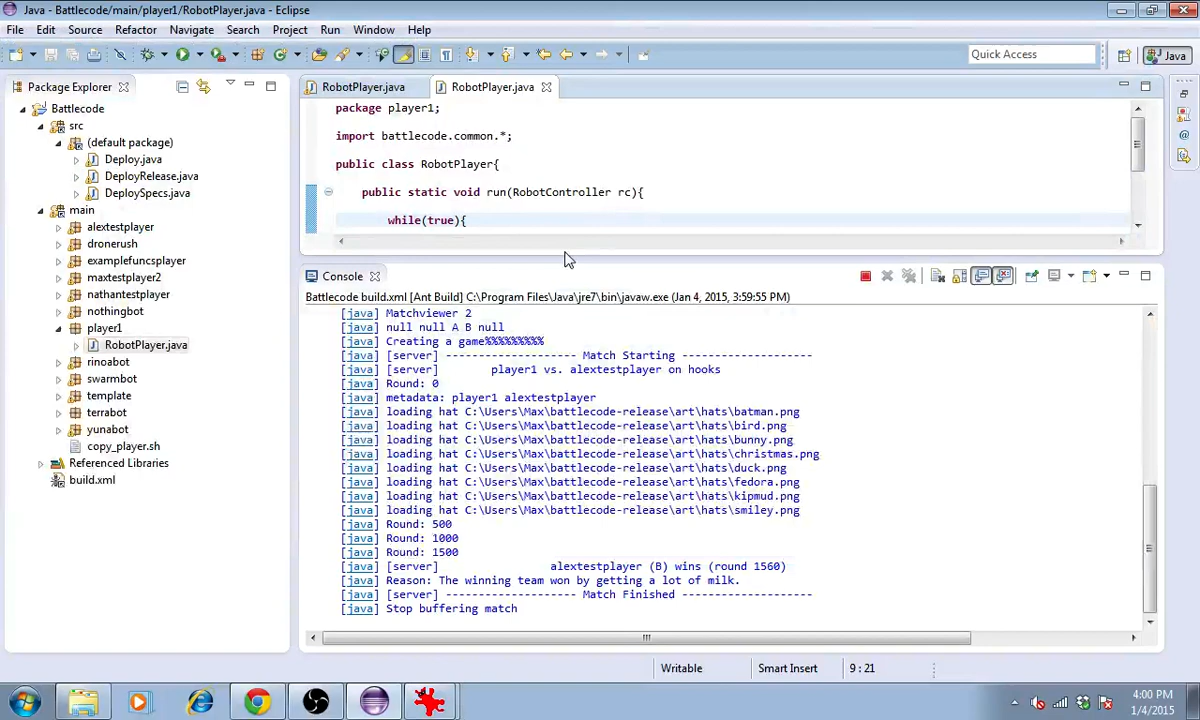 Java - Battlecode/main/player1/RobotPlayer.java - Eclipse
File Edit Source Refactor Navigate Search Project Run Window Help
Quick Access
Java
Package Explorer
RobotPlayer.java
RobotPlayer.java
Battlecode
src
(default package)
Deploy.java
DeployRelease.java
DeploySpecs.java
main
alextestplayer
dronerush
examplefuncsplayer
maxtestplayer2
nathantestplayer
nothingbot
player1
RobotPlayer.java
rinoabot
swarmbot
template
terrabot
yunabot
copy_player.sh
Referenced Libraries
build.xml
package player1;
import battlecode.common.*;
public class RobotPlayer{
public static void run(RobotController rc){
while(true){
Console
Battlecode build.xml [Ant Build] C:\Program Files\Java\jre7\bin\javaw.exe (Jan 4, 2015, 3:59:55 PM)
[java] Matchviewer 2
[java] null null A B null
[java] Creating a game%%%%%%%%%
[java] [server] -------------------- Match Starting --------------------
[java] [server] player1 vs. alextestplayer on hooks
[java] Round: 0
[java] metadata: player1 alextestplayer
[java] loading hat C:\Users\Max\battlecode-release\art\hats\batman.png
[java] loading hat C:\Users\Max\battlecode-release\art\hats\bird.png
[java] loading hat C:\Users\Max\battlecode-release\art\hats\bunny.png
[java] loading hat C:\Users\Max\battlecode-release\art\hats\christmas.png
[java] loading hat C:\Users\Max\battlecode-release\art\hats\duck.png
[java] loading hat C:\Users\Max\battlecode-release\art\hats\fedora.png
[java] loading hat C:\Users\Max\battlecode-release\art\hats\kipmud.png
[java] loading hat C:\Users\Max\battlecode-release\art\hats\smiley.png
[java] Round: 500
[java] Round: 1000
[java] Round: 1500
[java] [server] alextestplayer (B) wins (round 1560)
[java] Reason: The winning team won by getting a lot of milk.
[java] [server] -------------------- Match Finished --------------------
[java] Stop buffering match
Writable
Smart Insert
9 : 21
4:00 PM
1/4/2015